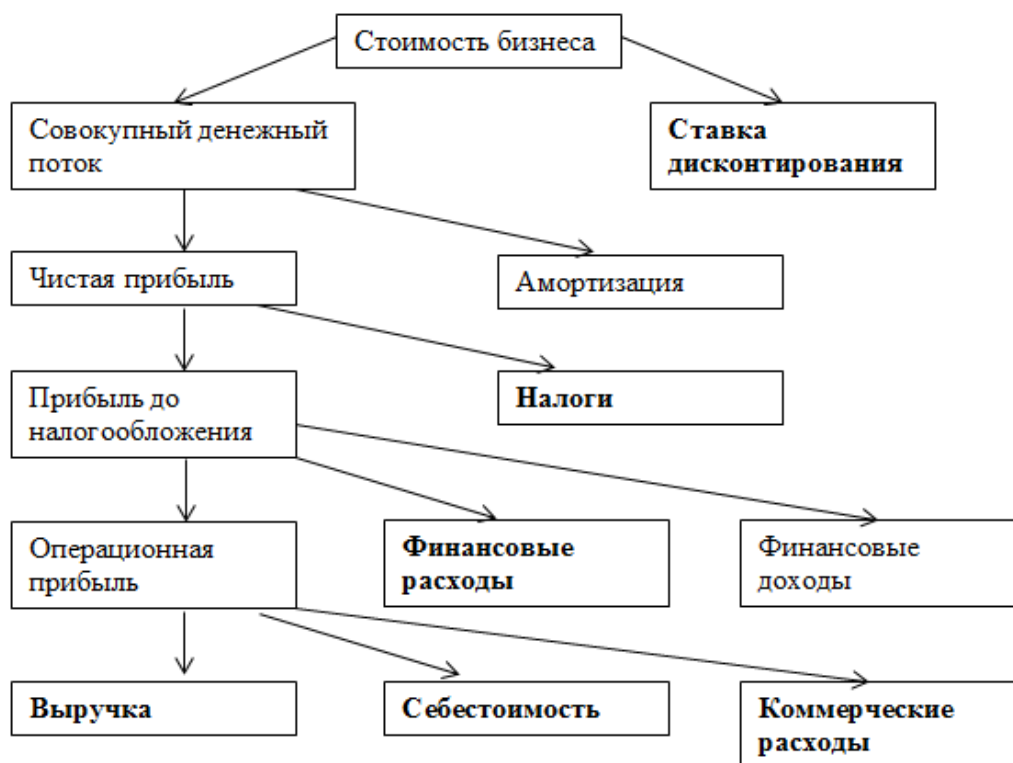 Стоимость бизнеса
Совокупный денежный
поток
Ставка
дисконтирования
Чистая прибыль
Амортизация
Прибыль до
налогообложения
Налоги
Операционная
прибыль
Финансовые
расходы
Финансовые
доходы
Выручка
Себестоимость
Коммерческие
расходы